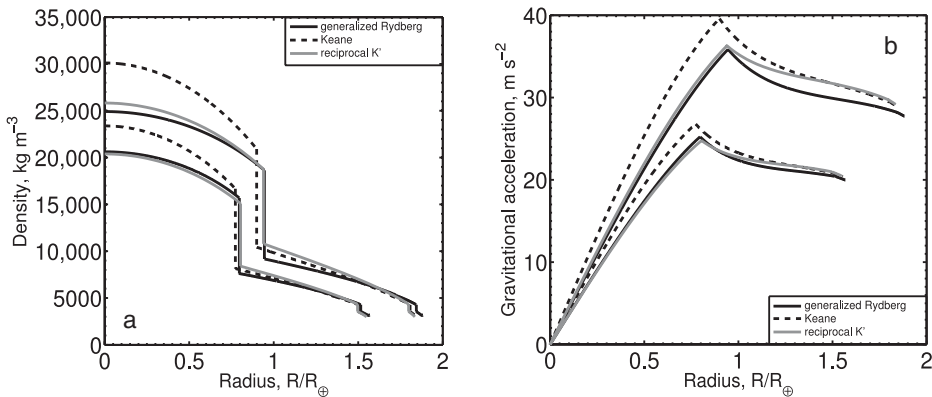 35,000
30,000
25,000
20,000
15,000
10,000
5000
0
Density, kg m⁻³
0
0.5
1
1.5
2
Radius, R/R⊕
generalized Rydberg
Keane
reciprocal K'
a
40
30
20
10
0
Gravitational acceleration, m s⁻²
0
0.5
1
1.5
2
Radius, R/R⊕
b
generalized Rydberg
Keane
reciprocal K'